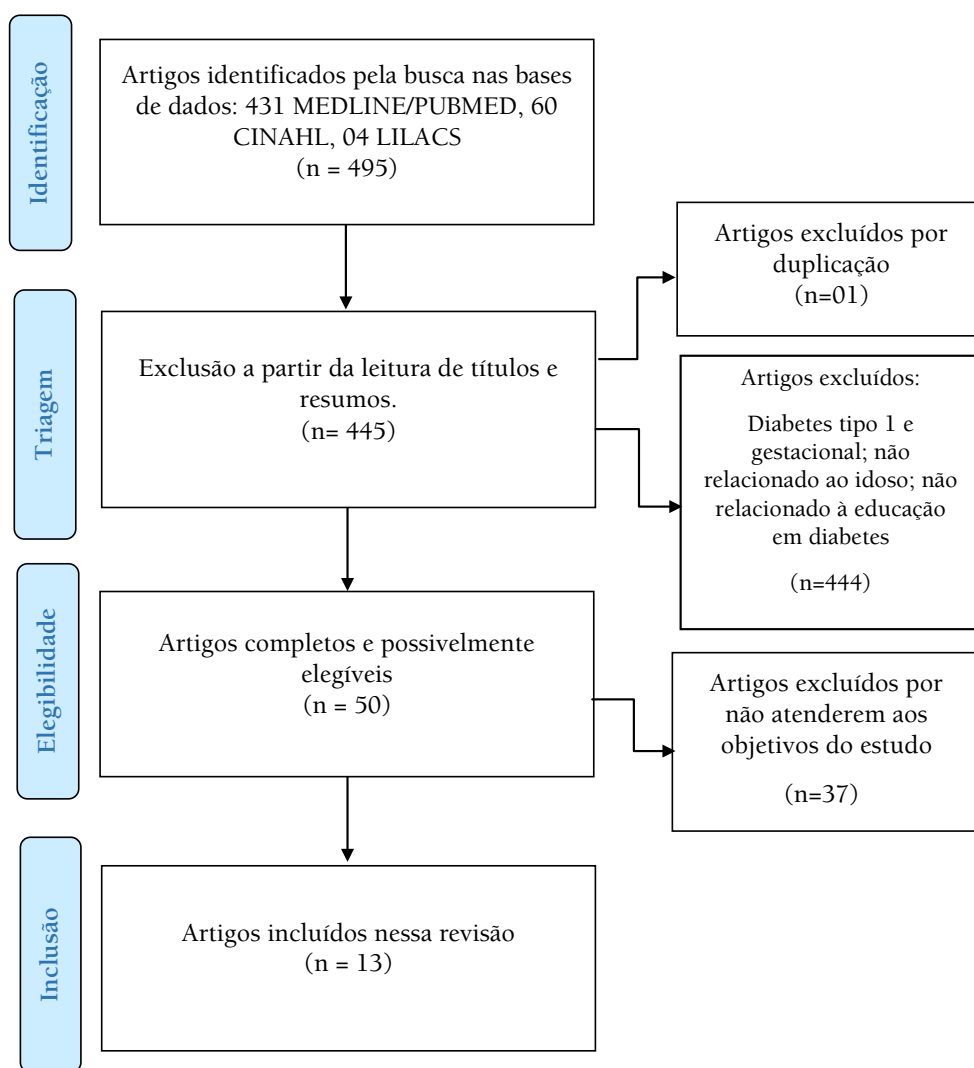 Identificação
Artigos identificados pela busca nas bases
de dados: 431 MEDLINE/PUBMED, 60
CINAHL, 04 LILACS
(n = 495)
Artigos excluídos por
duplicação
(n=01)
Triagem
Exclusão a partir da leitura de títulos e
resumos.
(n= 445)
Artigos excluídos:
Diabetes tipo 1 e
gestacional; não
relacionado ao idoso; não
relacionado à educação
em diabetes
(n=444)
Elegibilidade
Artigos completos e possivelmente
elegíveis
(n = 50)
Artigos excluídos por
não atenderem aos
objetivos do estudo
(n=37)
Inclusão
Artigos incluídos nessa revisão
(n = 13)